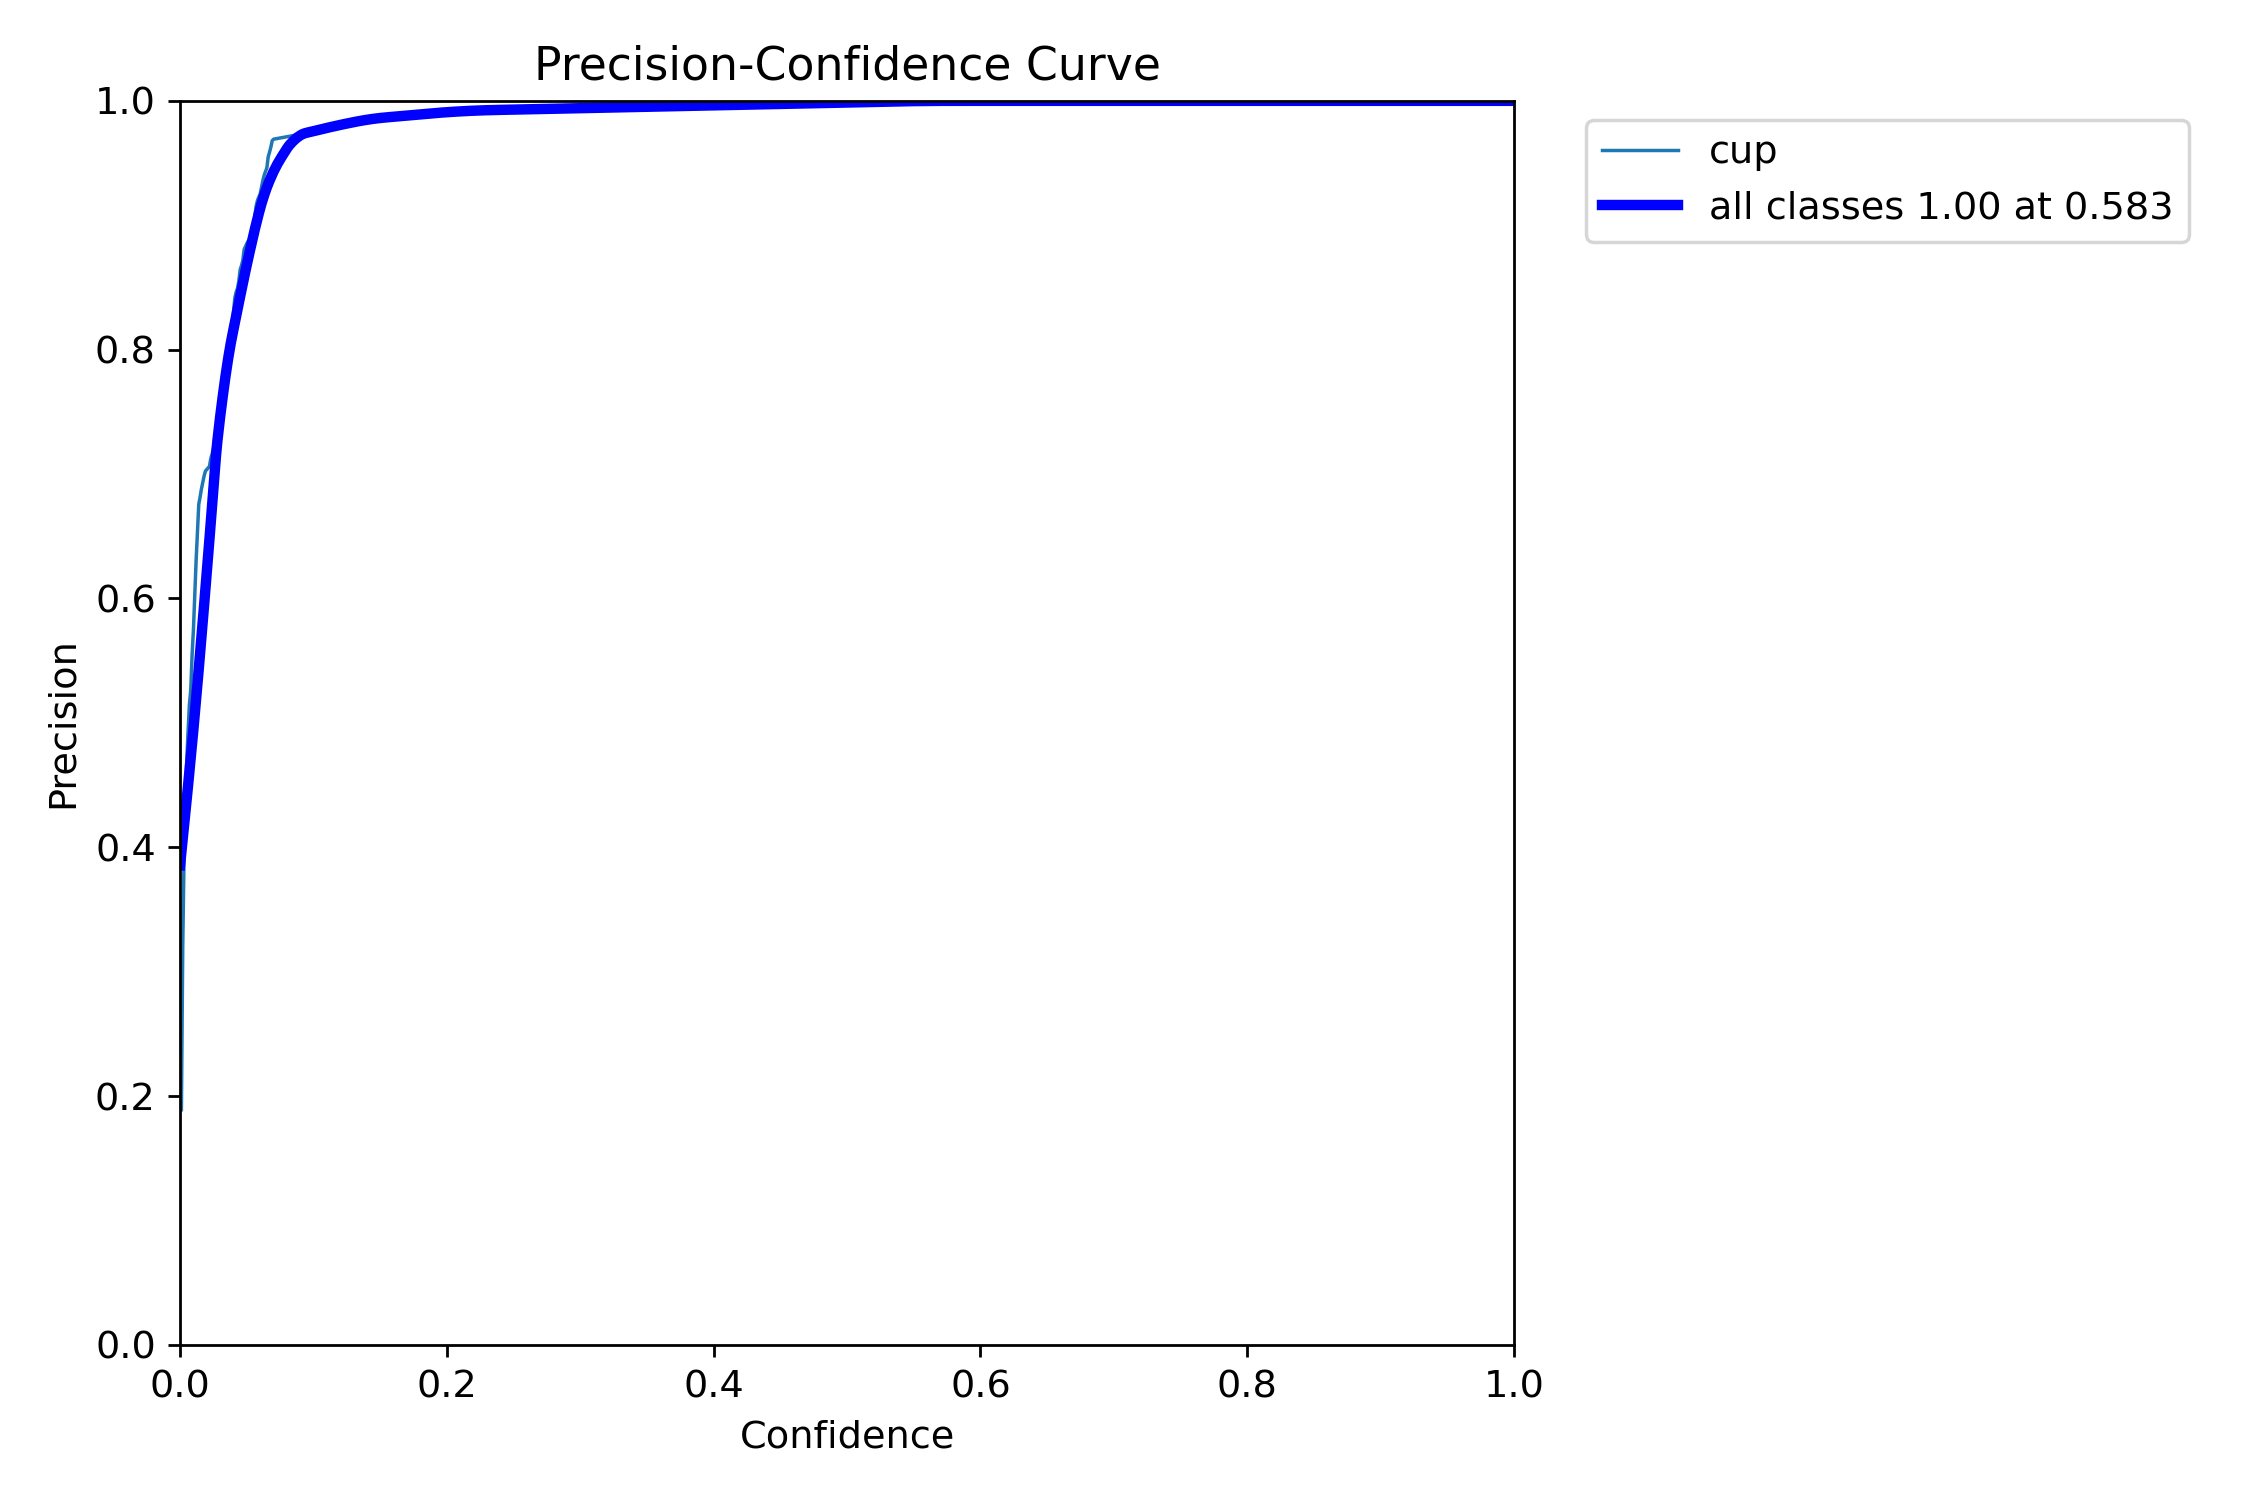 Precision-Confidence Curve
1.0
0.8
0.6
0.4
0.2
0.0
Precision
0.0 0.2 0.4 0.6 0.8 1.0
Confidence
cup
all classes 1.00 at 0.583